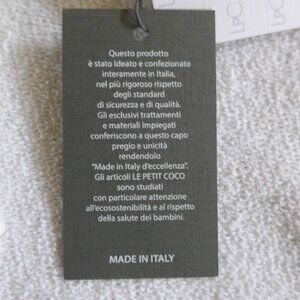 Questo prodotto
è stato Ideato e confezionato
interamente in Italia,
nel più rigoroso rispetto
degli standard
di sicurezza e di qualità.
Gli esclusivi trattamenti
e materiali impiegati
conferiscono a questo capo
pregio e unicità
rendendolo
“Made in Italy d’eccellenza”.
Gli articoli LE PETIT COCO
sono studiati
con particolare attenzione
all’ecosostenibilità e al rispetto
della salute dei bambini.
MADE IN ITALY